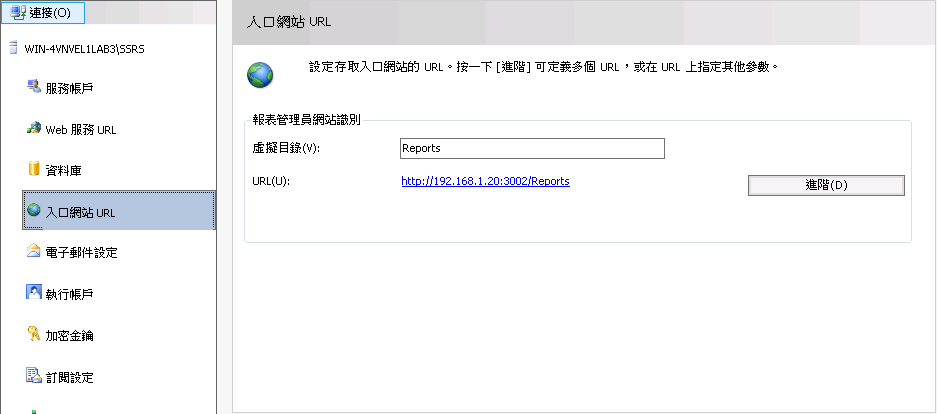 連接(O)
WIN-4VNVEL1LAB3\SSRS
服務帳戶
Web 服務 URL
資料庫
入口網站 URL
電子郵件設定
執行帳戶
加密金鑰
訂閱設定
入口網站 URL
設定存取入口網站的 URL。按一下 [進階] 可定義多個 URL，或在 URL 上指定其他參數。
報表管理員網站識別
虛擬目錄(V):
Reports
URL(U):
http://192.168.1.20:3002/Reports
進階(D)